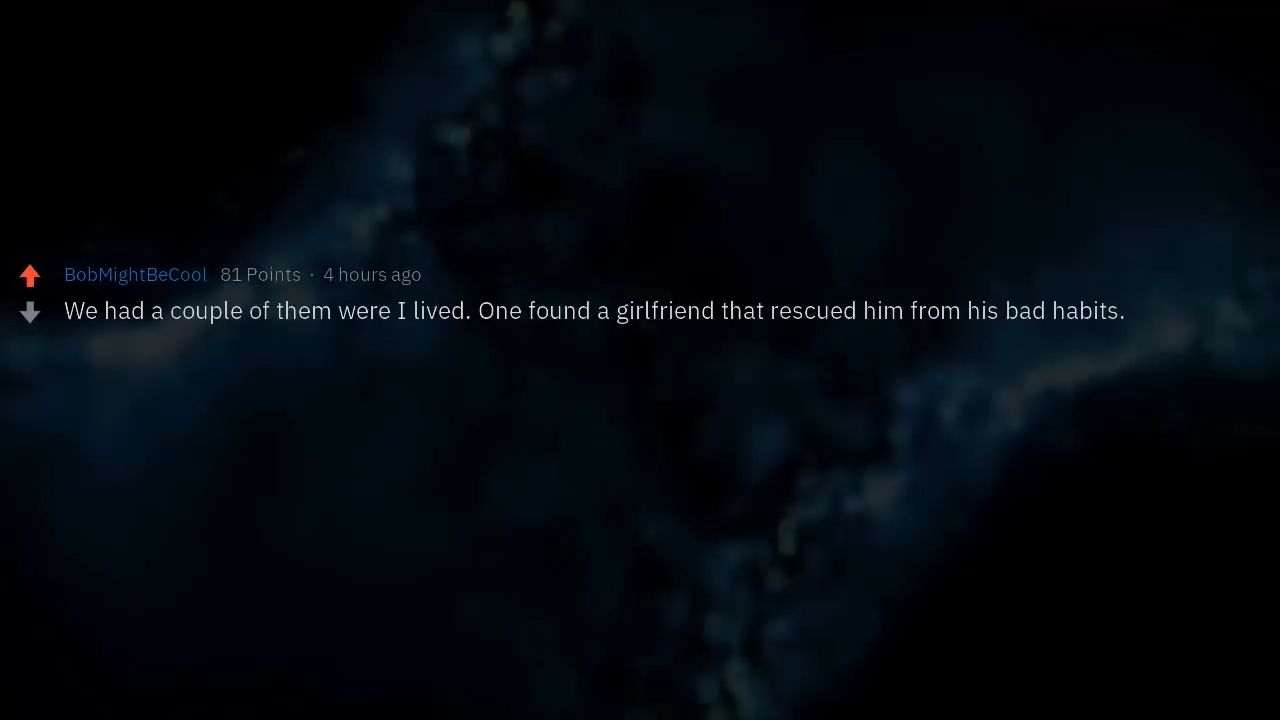 BobMightBeCool 81 Points · 4 hours ago
We had a couple of them were I lived. One found a girlfriend that rescued him from his bad habits.